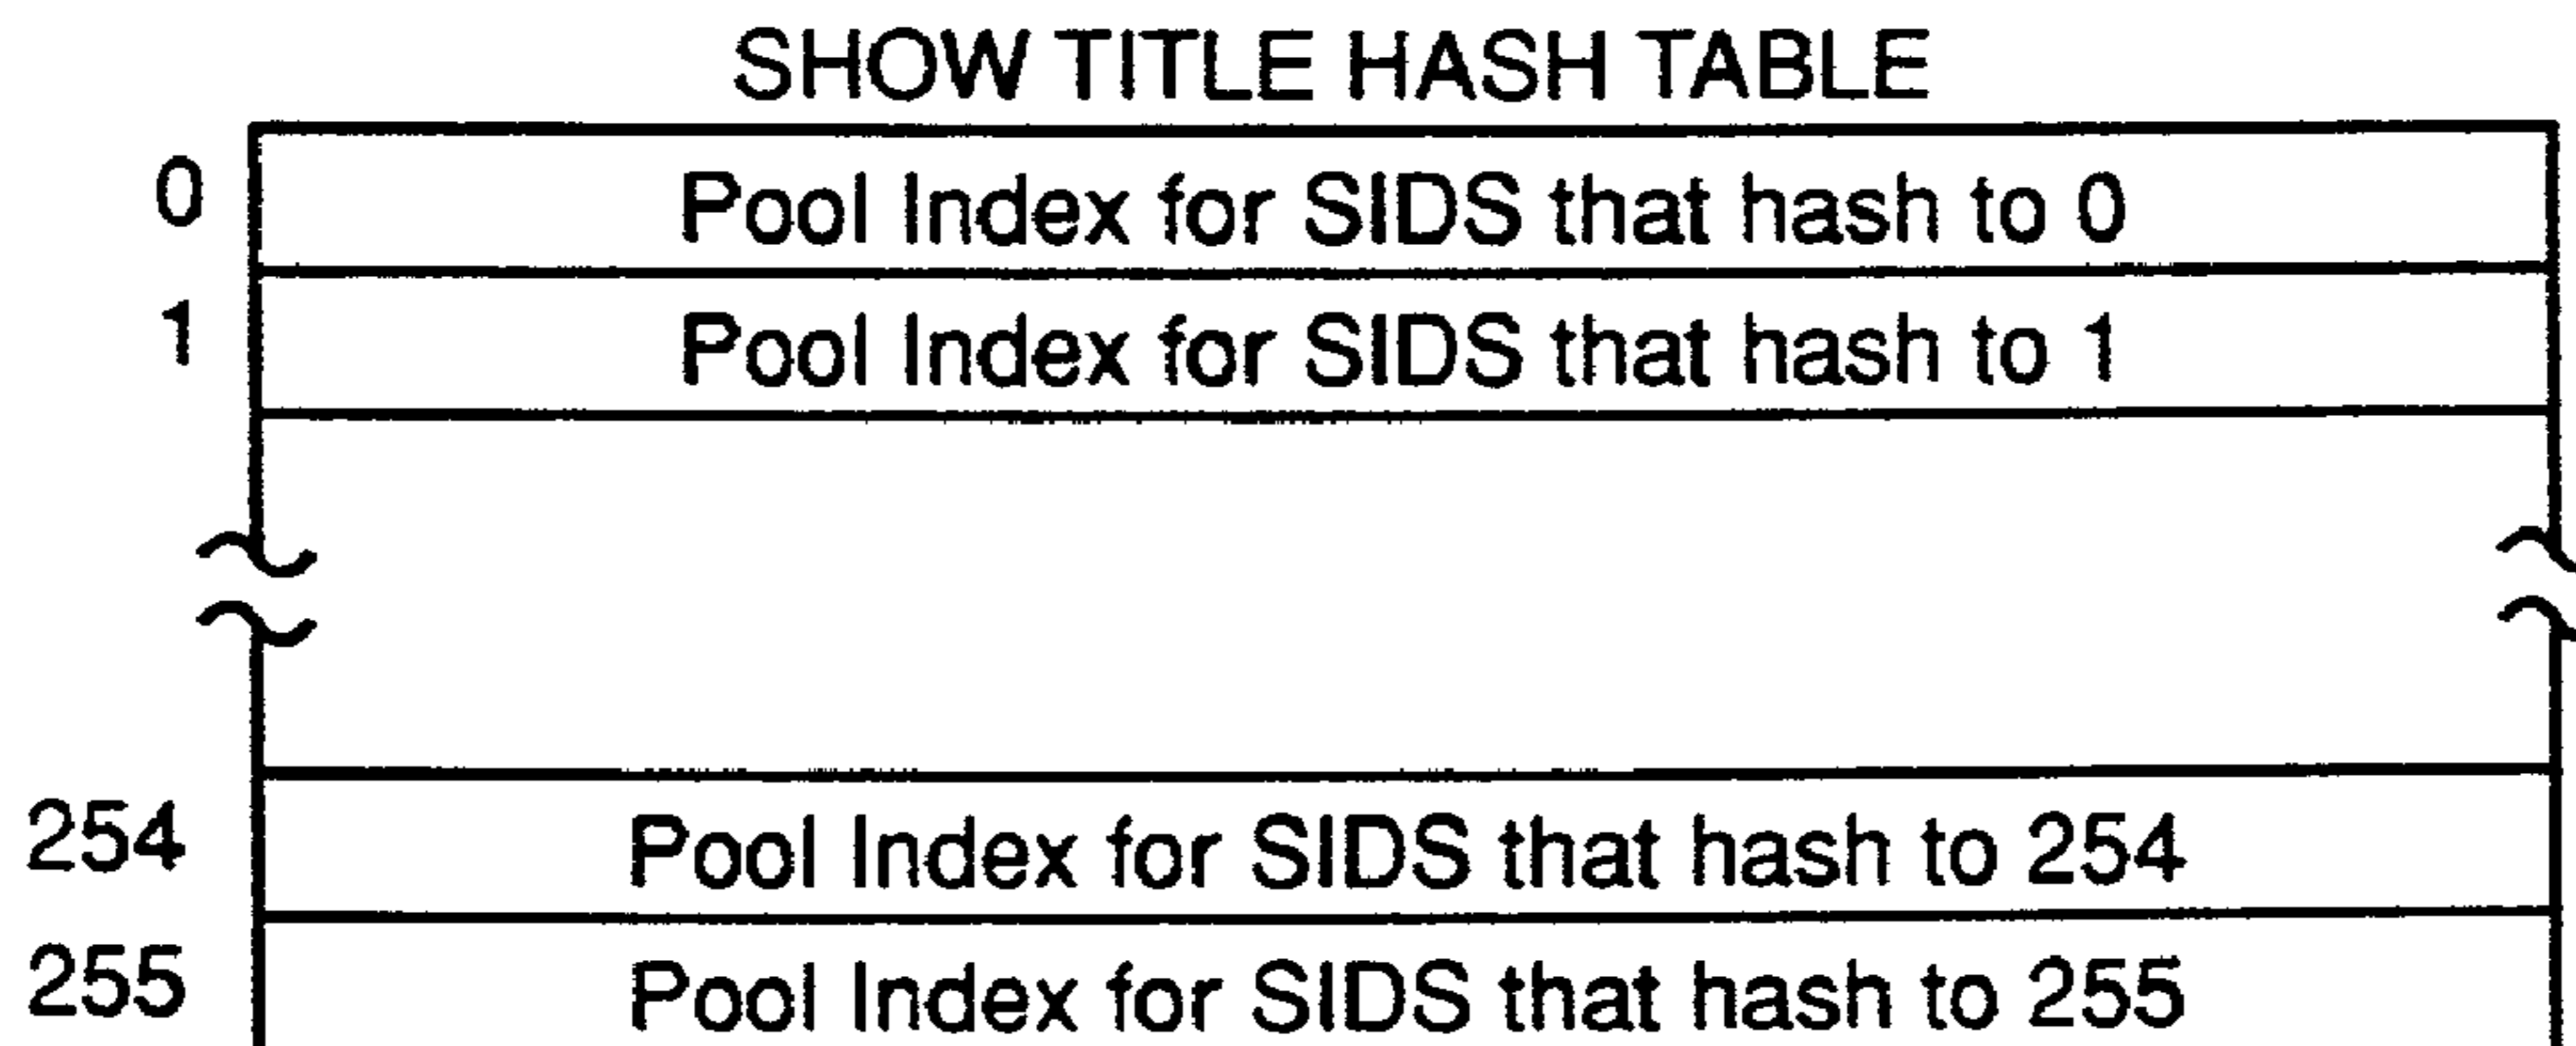 SHOW TITLE HASH TABLE
0 Pool Index for SIDS that hash to 0
1 Pool Index for SIDS that hash to 1
254 Pool Index for SIDS that hash to 254
255 Pool Index for SIDS that hash to 255